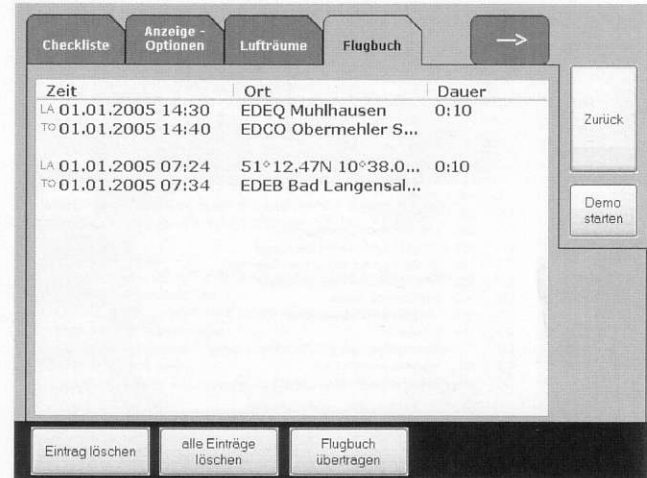 Checkliste
Anzeige -
Optionen
Lufträume
Flugbuch
Zeit Ort Dauer
LA 01.01.2005 14:30 EDEQ Muhlhausen 0:10
TO 01.01.2005 14:40 EDCO Obermehler S...
LA 01.01.2005 07:24 51°12.47N 10°38.0... 0:10
TO 01.01.2005 07:34 EDEB Bad Langensal...
Zurück
Demo
starten
Eintrag löschen
alle Einträge
löschen
Flugbuch
übertragen